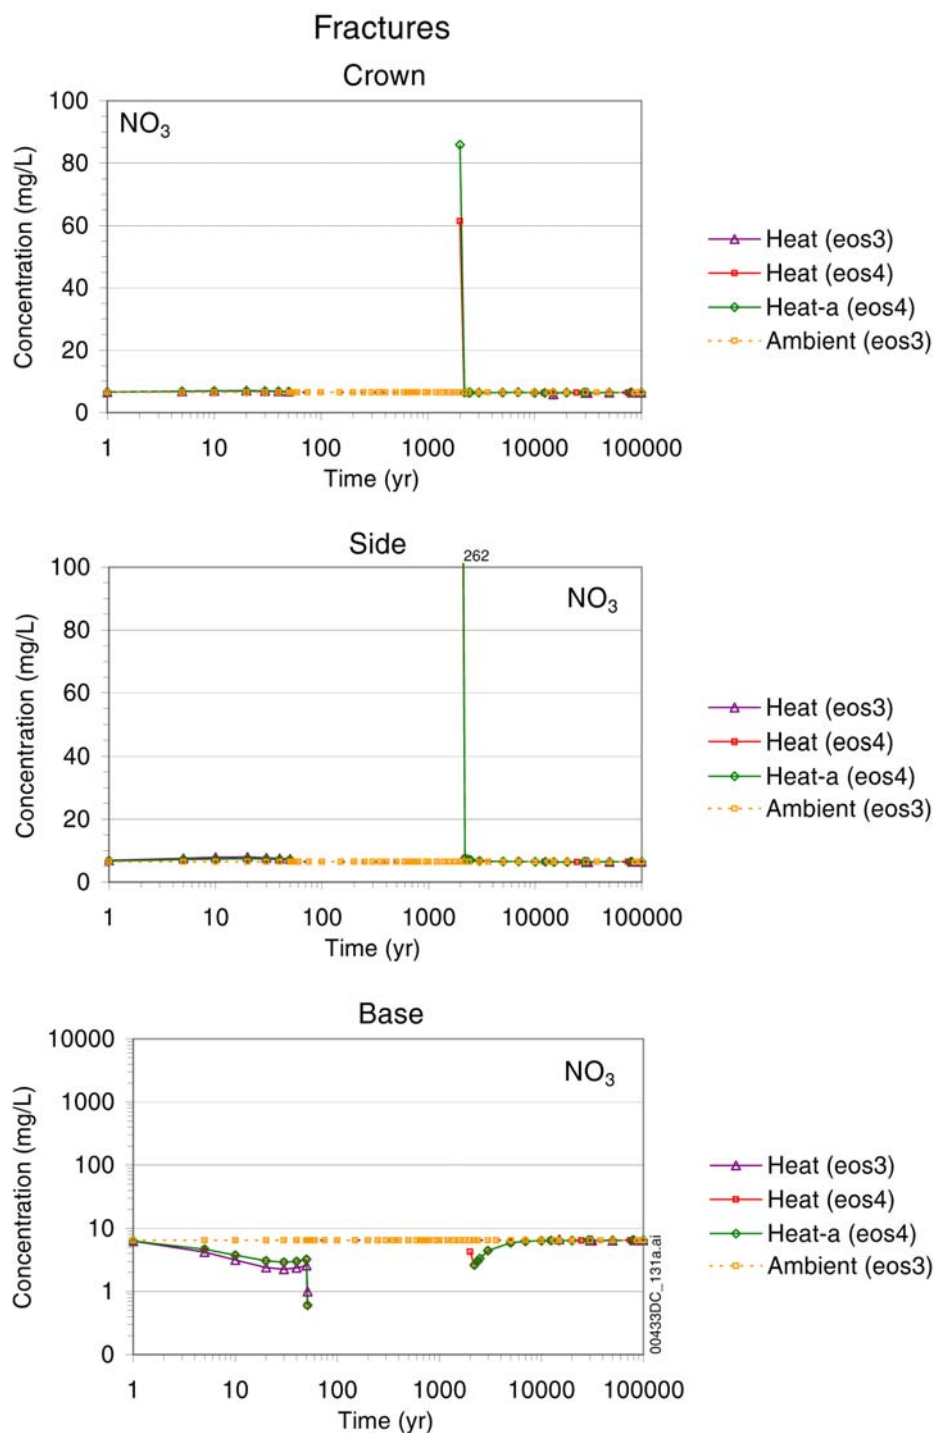 Fractures
Crown
NO₃
Concentration (mg/L)
100
80
60
40
20
0
1 10 100 1000 10000 100000
Time (yr)
Heat (eos3)
Heat (eos4)
Heat-a (eos4)
Ambient (eos3)
Side
262
NO₃
Concentration (mg/L)
100
80
60
40
20
0
1 10 100 1000 10000 100000
Time (yr)
Heat (eos3)
Heat (eos4)
Heat-a (eos4)
Ambient (eos3)
Base
NO₃
Concentration (mg/L)
10000
1000
100
10
1
0
1 10 100 1000 10000 100000
Time (yr)
00433DC_131a.ai
Heat (eos3)
Heat (eos4)
Heat-a (eos4)
Ambient (eos3)